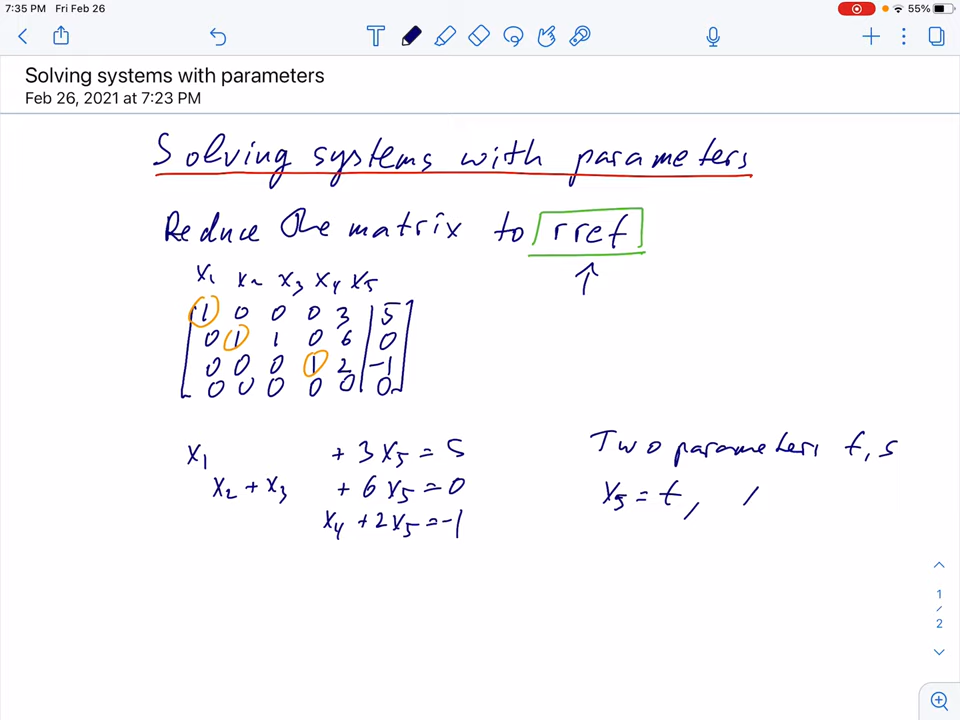 7:35 PM Fri Feb 26 55%
Solving systems with parameters
Feb 26, 2021 at 7:23 PM
Solving systems with parameters
Reduce the matrix to rref
↑
x₁ x₂ x₃ x₄ x₅
1 0 0 0 3 | 5
0 1 1 0 6 | 0
0 0 0 1 2 | -1
0 0 0 0 0 | 0
x₁ + 3x₅ = 5
x₂ + x₃ + 6x₅ = 0
x₄ + 2x₅ = -1
Two parameters t, s
x₅ = t,
1
/
2